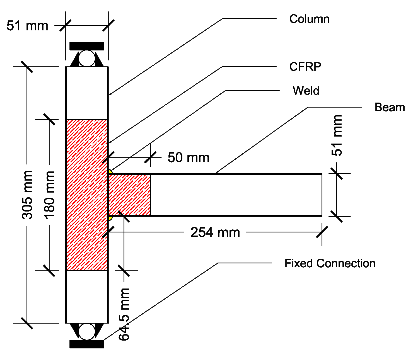 51 mm
Column
CFRP
Weld
Beam
50 mm
51 mm
305 mm
180 mm
254 mm
64.5 mm
Fixed Connection